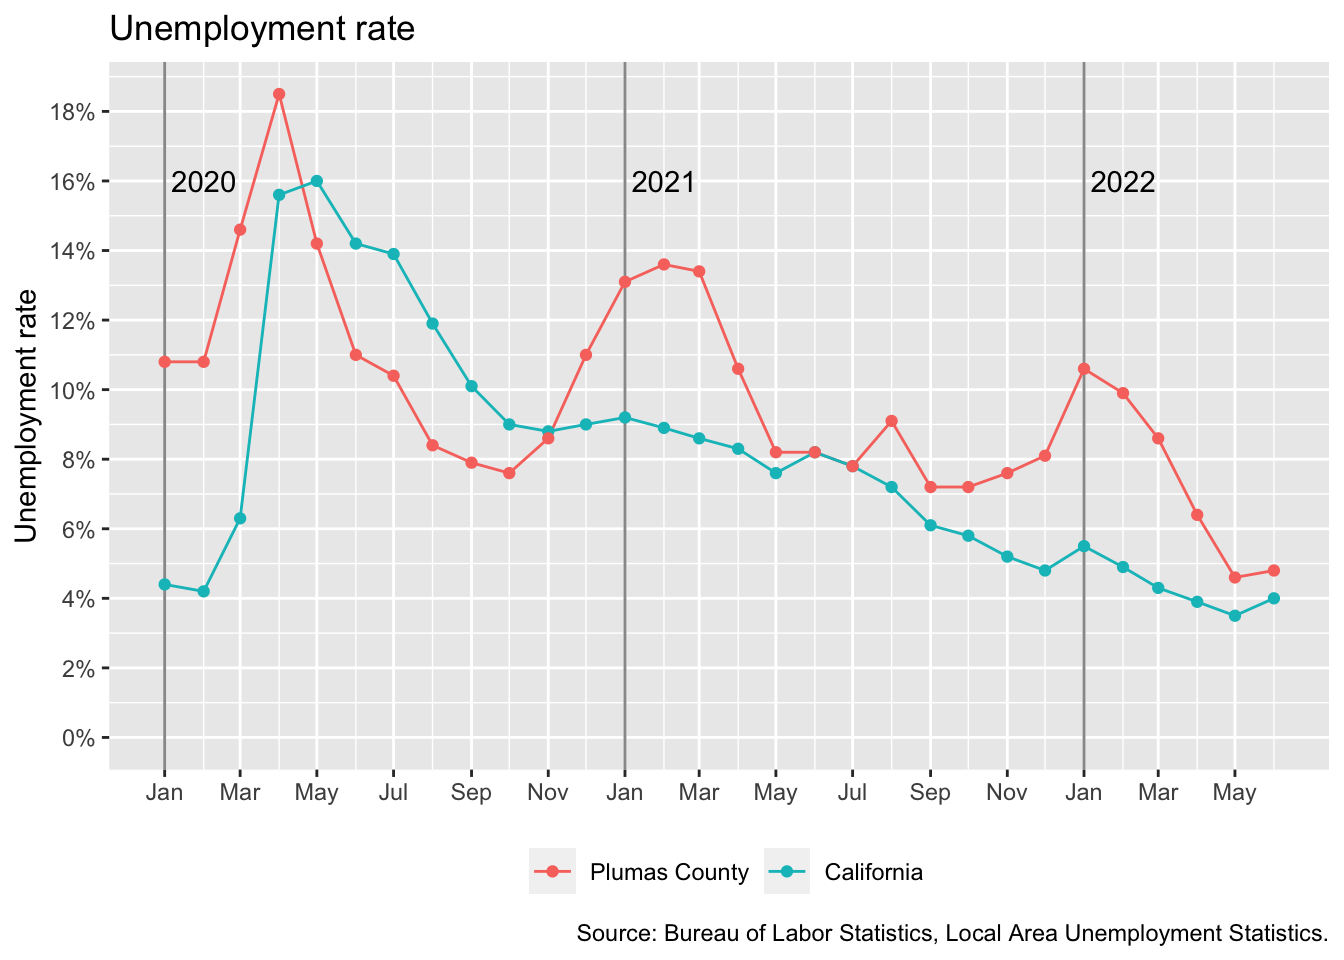 Unemployment rate
Unemployment rate
18%
16%
14%
12%
10%
8%
6%
4%
2%
0%
2020 2021 2022
Jan Mar May Jul Sep Nov Jan Mar May Jul Sep Nov Jan Mar May
Plumas County California
Source: Bureau of Labor Statistics, Local Area Unemployment Statistics.